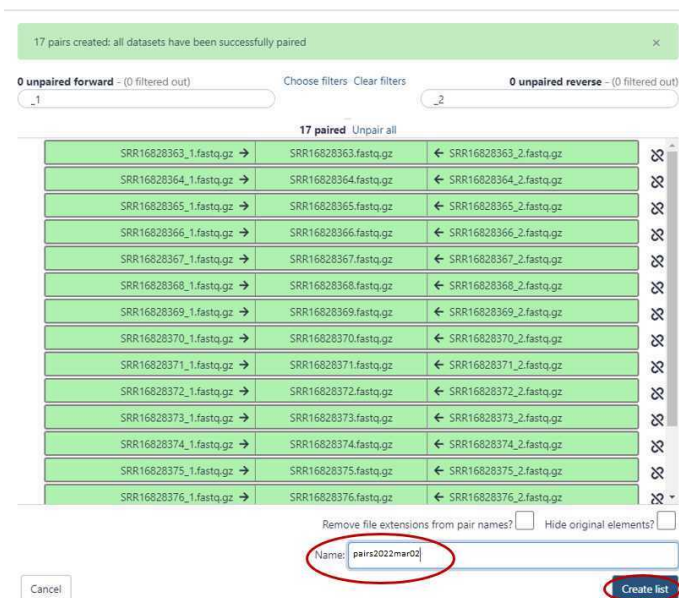 17 pairs created: all datasets have been successfully paired ×
0 unpaired forward - (0 filtered out) Choose filters Clear filters 0 unpaired reverse - (0 filtered out)
_1 _2
17 paired Unpair all
SRR16828363_1.fastq.gz → SRR16828363.fastq.gz ← SRR16828363_2.fastq.gz
SRR16828364_1.fastq.gz → SRR16828364.fastq.gz ← SRR16828364_2.fastq.gz
SRR16828365_1.fastq.gz → SRR16828365.fastq.gz ← SRR16828365_2.fastq.gz
SRR16828366_1.fastq.gz → SRR16828366.fastq.gz ← SRR16828366_2.fastq.gz
SRR16828367_1.fastq.gz → SRR16828367.fastq.gz ← SRR16828367_2.fastq.gz
SRR16828368_1.fastq.gz → SRR16828368.fastq.gz ← SRR16828368_2.fastq.gz
SRR16828369_1.fastq.gz → SRR16828369.fastq.gz ← SRR16828369_2.fastq.gz
SRR16828370_1.fastq.gz → SRR16828370.fastq.gz ← SRR16828370_2.fastq.gz
SRR16828371_1.fastq.gz → SRR16828371.fastq.gz ← SRR16828371_2.fastq.gz
SRR16828372_1.fastq.gz → SRR16828372.fastq.gz ← SRR16828372_2.fastq.gz
SRR16828373_1.fastq.gz → SRR16828373.fastq.gz ← SRR16828373_2.fastq.gz
SRR16828374_1.fastq.gz → SRR16828374.fastq.gz ← SRR16828374_2.fastq.gz
SRR16828375_1.fastq.gz → SRR16828375.fastq.gz ← SRR16828375_2.fastq.gz
SRR16828376_1.fastq.gz → SRR16828376.fastq.gz ← SRR16828376_2.fastq.gz
Remove file extensions from pair names? Hide original elements?
Name: pairs2022mar02
Cancel Create list